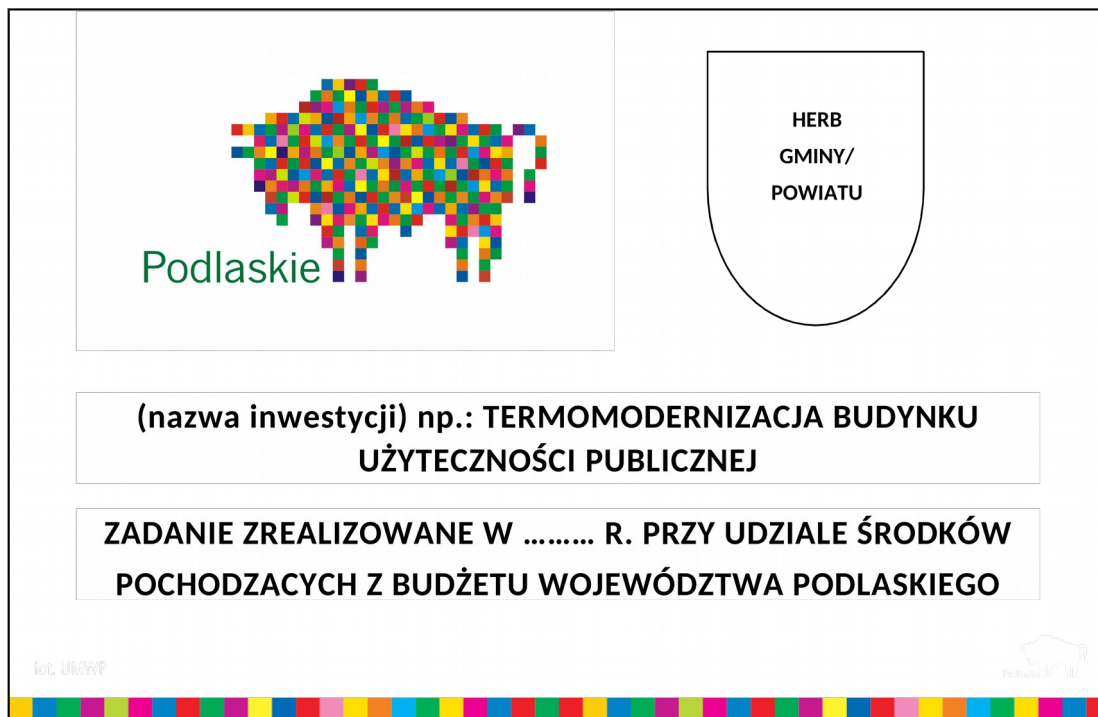 Podlaskie
HERB
GMINY/
POWIATU
(nazwa inwestycji) np.: TERMOMODERNIZACJA BUDYNKU
UŻYTECZNOŚCI PUBLICZNEJ
ZADANIE ZREALIZOWANE W ......... R. PRZY UDZIALE ŚRODKÓW
POCHODZACYCH Z BUDŻETU WOJEWÓDZTWA PODLASKIEGO
fot. UMWP
Podlaskie